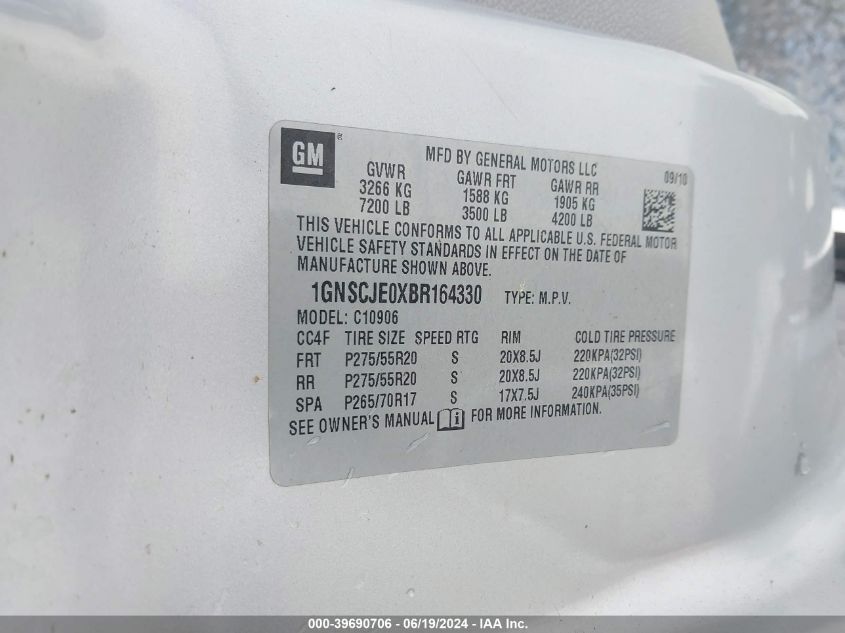 GM ®
MFD BY GENERAL MOTORS LLC 09/10
GVWR GAWR FRT GAWR RR
3266 KG 1588 KG 1905 KG
7200 LB 3500 LB 4200 LB
THIS VEHICLE CONFORMS TO ALL APPLICABLE U.S. FEDERAL MOTOR
VEHICLE SAFETY STANDARDS IN EFFECT ON THE DATE OF
MANUFACTURE SHOWN ABOVE.
1GNSCJE0XBR164330 TYPE: M.P.V.
MODEL: C10906
CC4F TIRE SIZE SPEED RTG RIM COLD TIRE PRESSURE
FRT P275/55R20 S 20X8.5J 220KPA(32PSI)
RR P275/55R20 S 20X8.5J 220KPA(32PSI)
SPA P265/70R17 S 17X7.5J 240KPA(35PSI)
SEE OWNER'S MANUAL i FOR MORE INFORMATION.
000-39690706 - 06/19/2024 - IAA Inc.